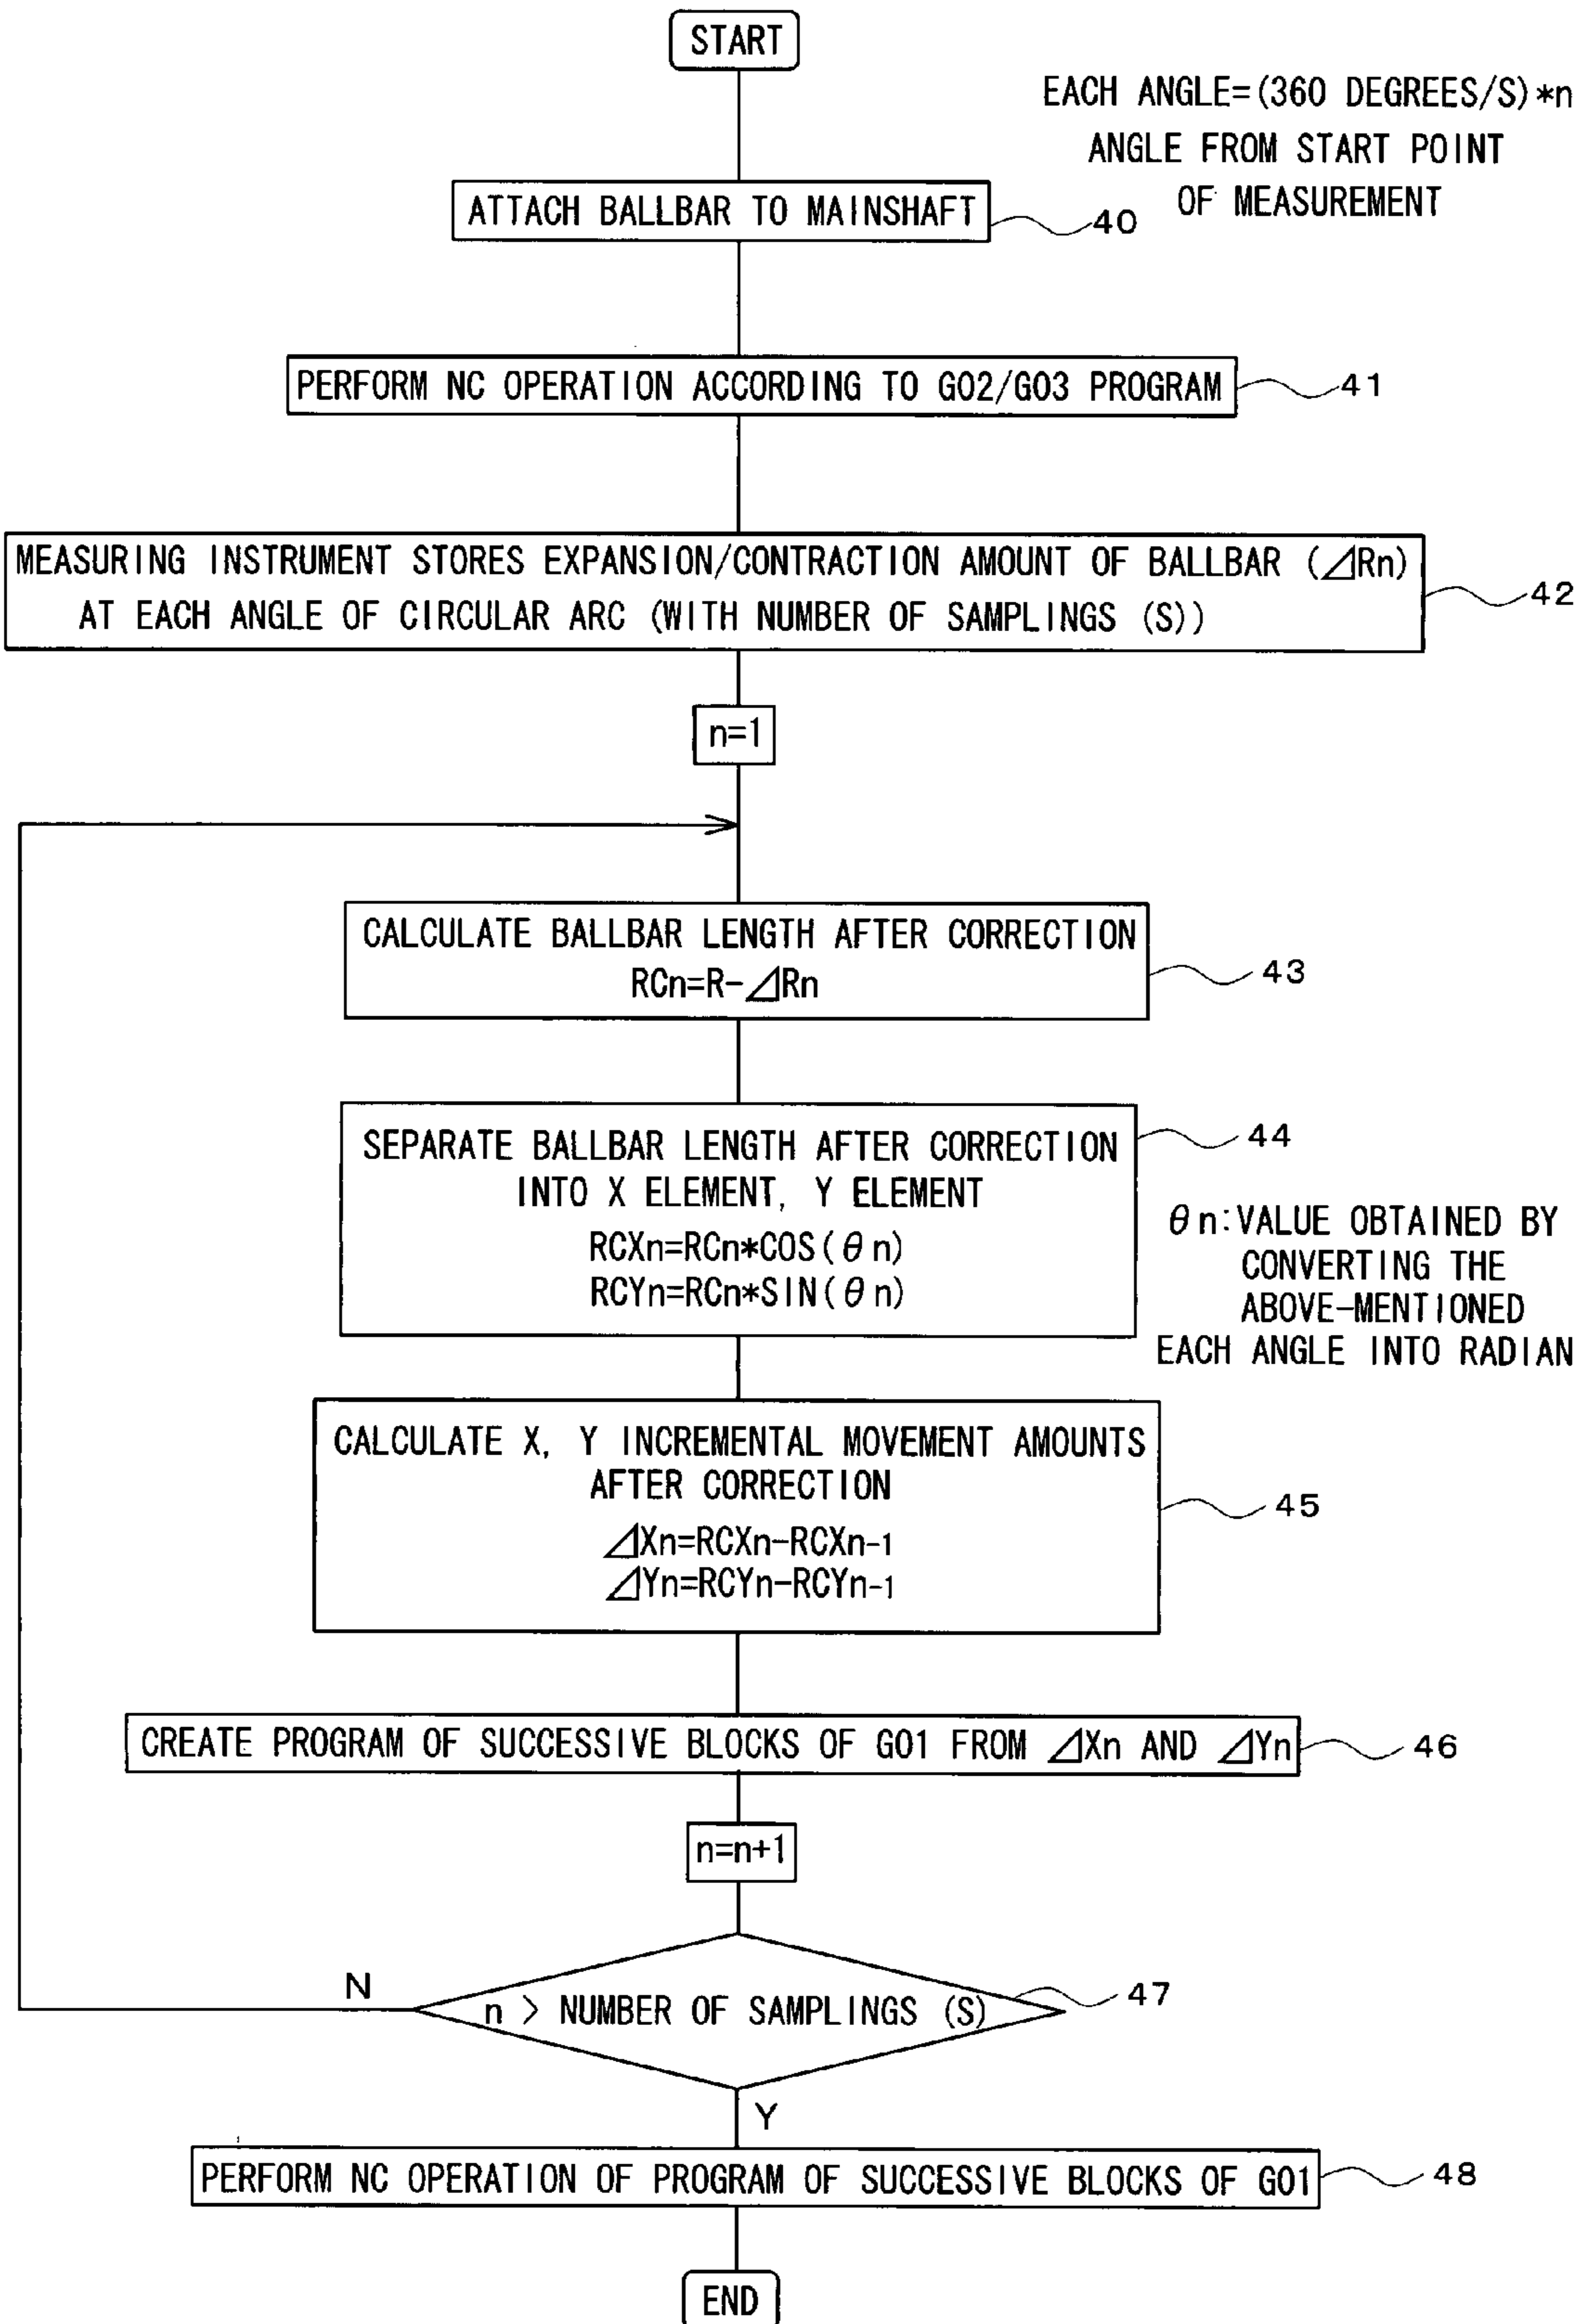 START
EACH ANGLE=(360 DEGREES/S)*n
ANGLE FROM START POINT
OF MEASUREMENT
ATTACH BALLBAR TO MAINSHAFT
40
PERFORM NC OPERATION ACCORDING TO G02/G03 PROGRAM
41
MEASURING INSTRUMENT STORES EXPANSION/CONTRACTION AMOUNT OF BALLBAR (⊿Rn)
AT EACH ANGLE OF CIRCULAR ARC (WITH NUMBER OF SAMPLINGS (S))
42
n=1
CALCULATE BALLBAR LENGTH AFTER CORRECTION
RCn=R-⊿Rn
43
SEPARATE BALLBAR LENGTH AFTER CORRECTION
INTO X ELEMENT, Y ELEMENT
RCXn=RCn*COS(θn)
RCYn=RCn*SIN(θn)
44
θn:VALUE OBTAINED BY
CONVERTING THE
ABOVE-MENTIONED
EACH ANGLE INTO RADIAN
CALCULATE X, Y INCREMENTAL MOVEMENT AMOUNTS
AFTER CORRECTION
⊿Xn=RCXn-RCXn-1
⊿Yn=RCYn-RCYn-1
45
CREATE PROGRAM OF SUCCESSIVE BLOCKS OF G01 FROM ⊿Xn AND ⊿Yn
46
n=n+1
N
n > NUMBER OF SAMPLINGS (S)
47
Y
PERFORM NC OPERATION OF PROGRAM OF SUCCESSIVE BLOCKS OF G01
48
END